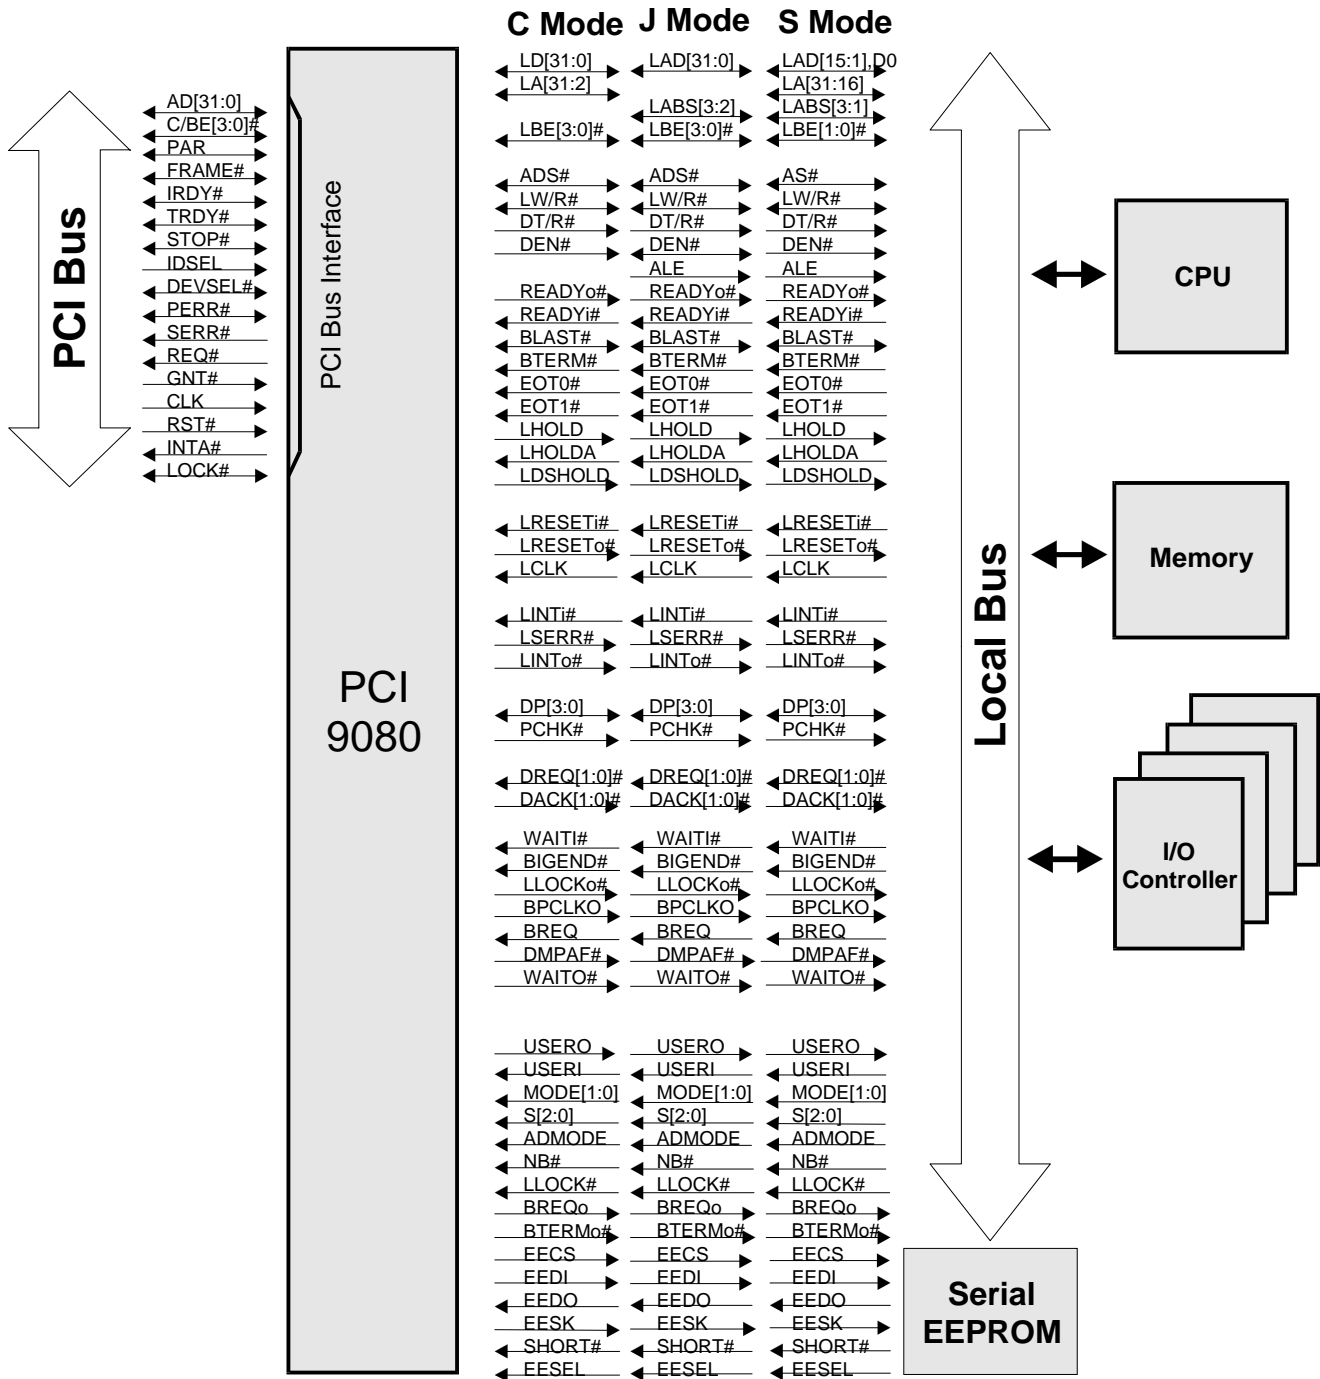 C Mode J Mode S Mode
LD[31:0] LAD[31:0] LAD[15:1],D0
LA[31:2] LA[31:16]
LABS[3:2] LABS[3:1]
LBE[3:0]# LBE[3:0]# LBE[1:0]#
ADS# ADS# AS#
LW/R# LW/R# LW/R#
DT/R# DT/R# DT/R#
DEN# DEN# DEN#
ALE ALE
READYo# READYo# READYo#
READYi# READYi# READYi#
BLAST# BLAST# BLAST#
BTERM# BTERM# BTERM#
EOT0# EOT0# EOT0#
EOT1# EOT1# EOT1#
LHOLD LHOLD LHOLD
LHOLDA LHOLDA LHOLDA
LDSHOLD LDSHOLD LDSHOLD
LRESETi# LRESETi# LRESETi#
LRESETo# LRESETo# LRESETo#
LCLK LCLK LCLK
LINTi# LINTi# LINTi#
LSERR# LSERR# LSERR#
LINTo# LINTo# LINTo#
DP[3:0] DP[3:0] DP[3:0]
PCHK# PCHK# PCHK#
DREQ[1:0]# DREQ[1:0]# DREQ[1:0]#
DACK[1:0]# DACK[1:0]# DACK[1:0]#
WAITI# WAITI# WAITI#
BIGEND# BIGEND# BIGEND#
LLOCKo# LLOCKo# LLOCKo#
BPCLKO BPCLKO BPCLKO
BREQ BREQ BREQ
DMPAF# DMPAF# DMPAF#
WAITO# WAITO# WAITO#
USERO USERO USERO
USERI USERI USERI
MODE[1:0] MODE[1:0] MODE[1:0]
S[2:0] S[2:0] S[2:0]
ADMODE ADMODE ADMODE
NB# NB# NB#
LLOCK# LLOCK# LLOCK#
BREQo BREQo BREQo
BTERMo# BTERMo# BTERMo#
EECS EECS EECS
EEDI EEDI EEDI
EEDO EEDO EEDO
EESK EESK EESK
SHORT# SHORT# SHORT#
EESEL EESEL EESEL
PCI Bus
AD[31:0]
C/BE[3:0]#
PAR
FRAME#
IRDY#
TRDY#
STOP#
IDSEL
DEVSEL#
PERR#
SERR#
REQ#
GNT#
CLK
RST#
INTA#
LOCK#
PCI Bus Interface
PCI
9080
Local Bus
CPU
Memory
I/O
Controller
Serial
EEPROM